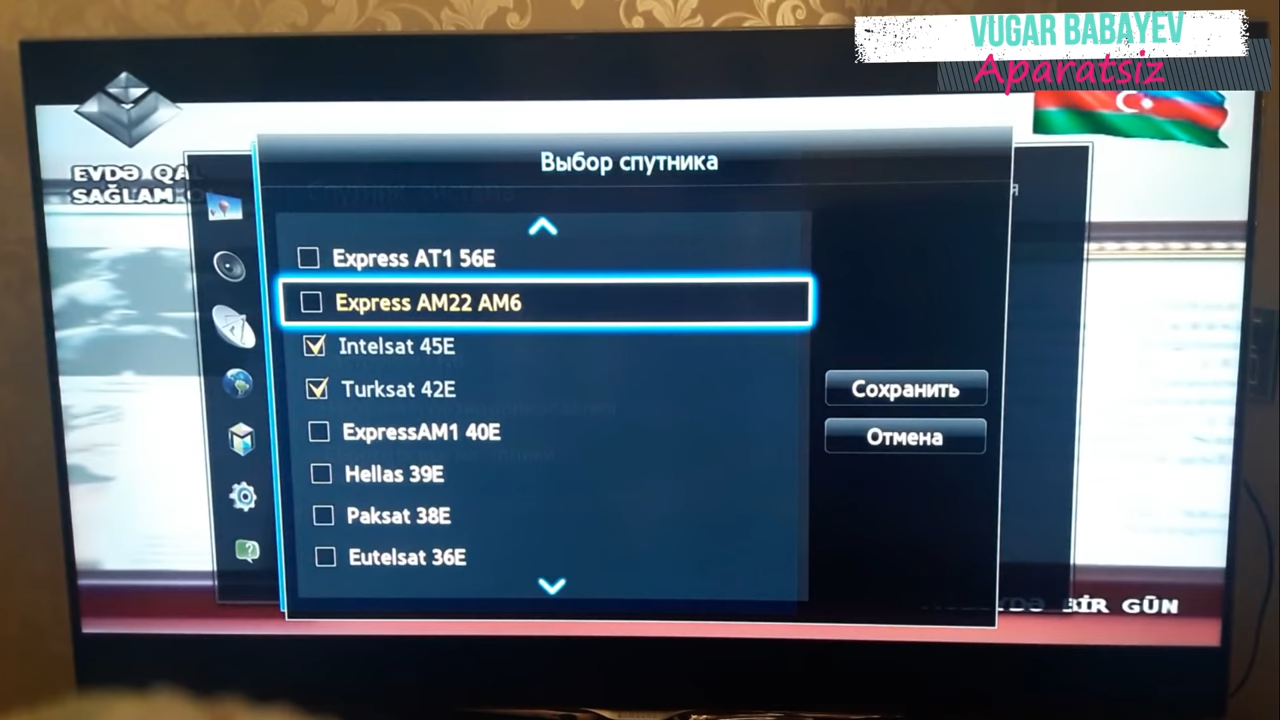 VUGAR BABAYEV
Aparatsiz
EVDƏ QA
SAĞLAM O
Выбор спутника
Express AT1 56E
Express AM22 AM6
Intelsat 45E
Turksat 42E
ExpressAM1 40E
Hellas 39E
Paksat 38E
Eutelsat 36E
Сохранить
Отмена
BİR GÜN